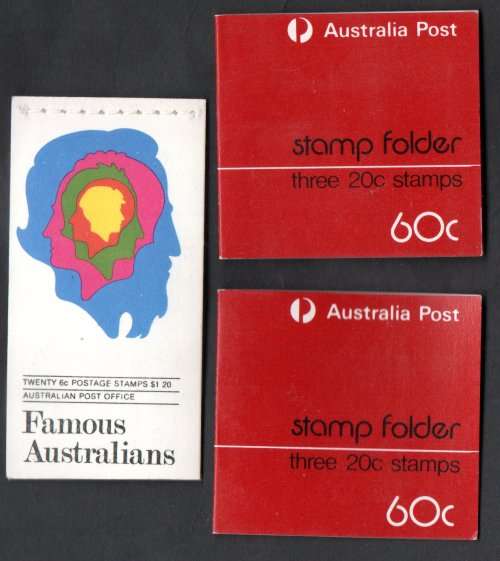 TWENTY 6c POSTAGE STAMPS $1 20
AUSTRALIAN POST OFFICE
Famous
Australians
Australia Post
stamp folder
three 20c stamps
60c
Australia Post
stamp folder
three 20c stamps
60c